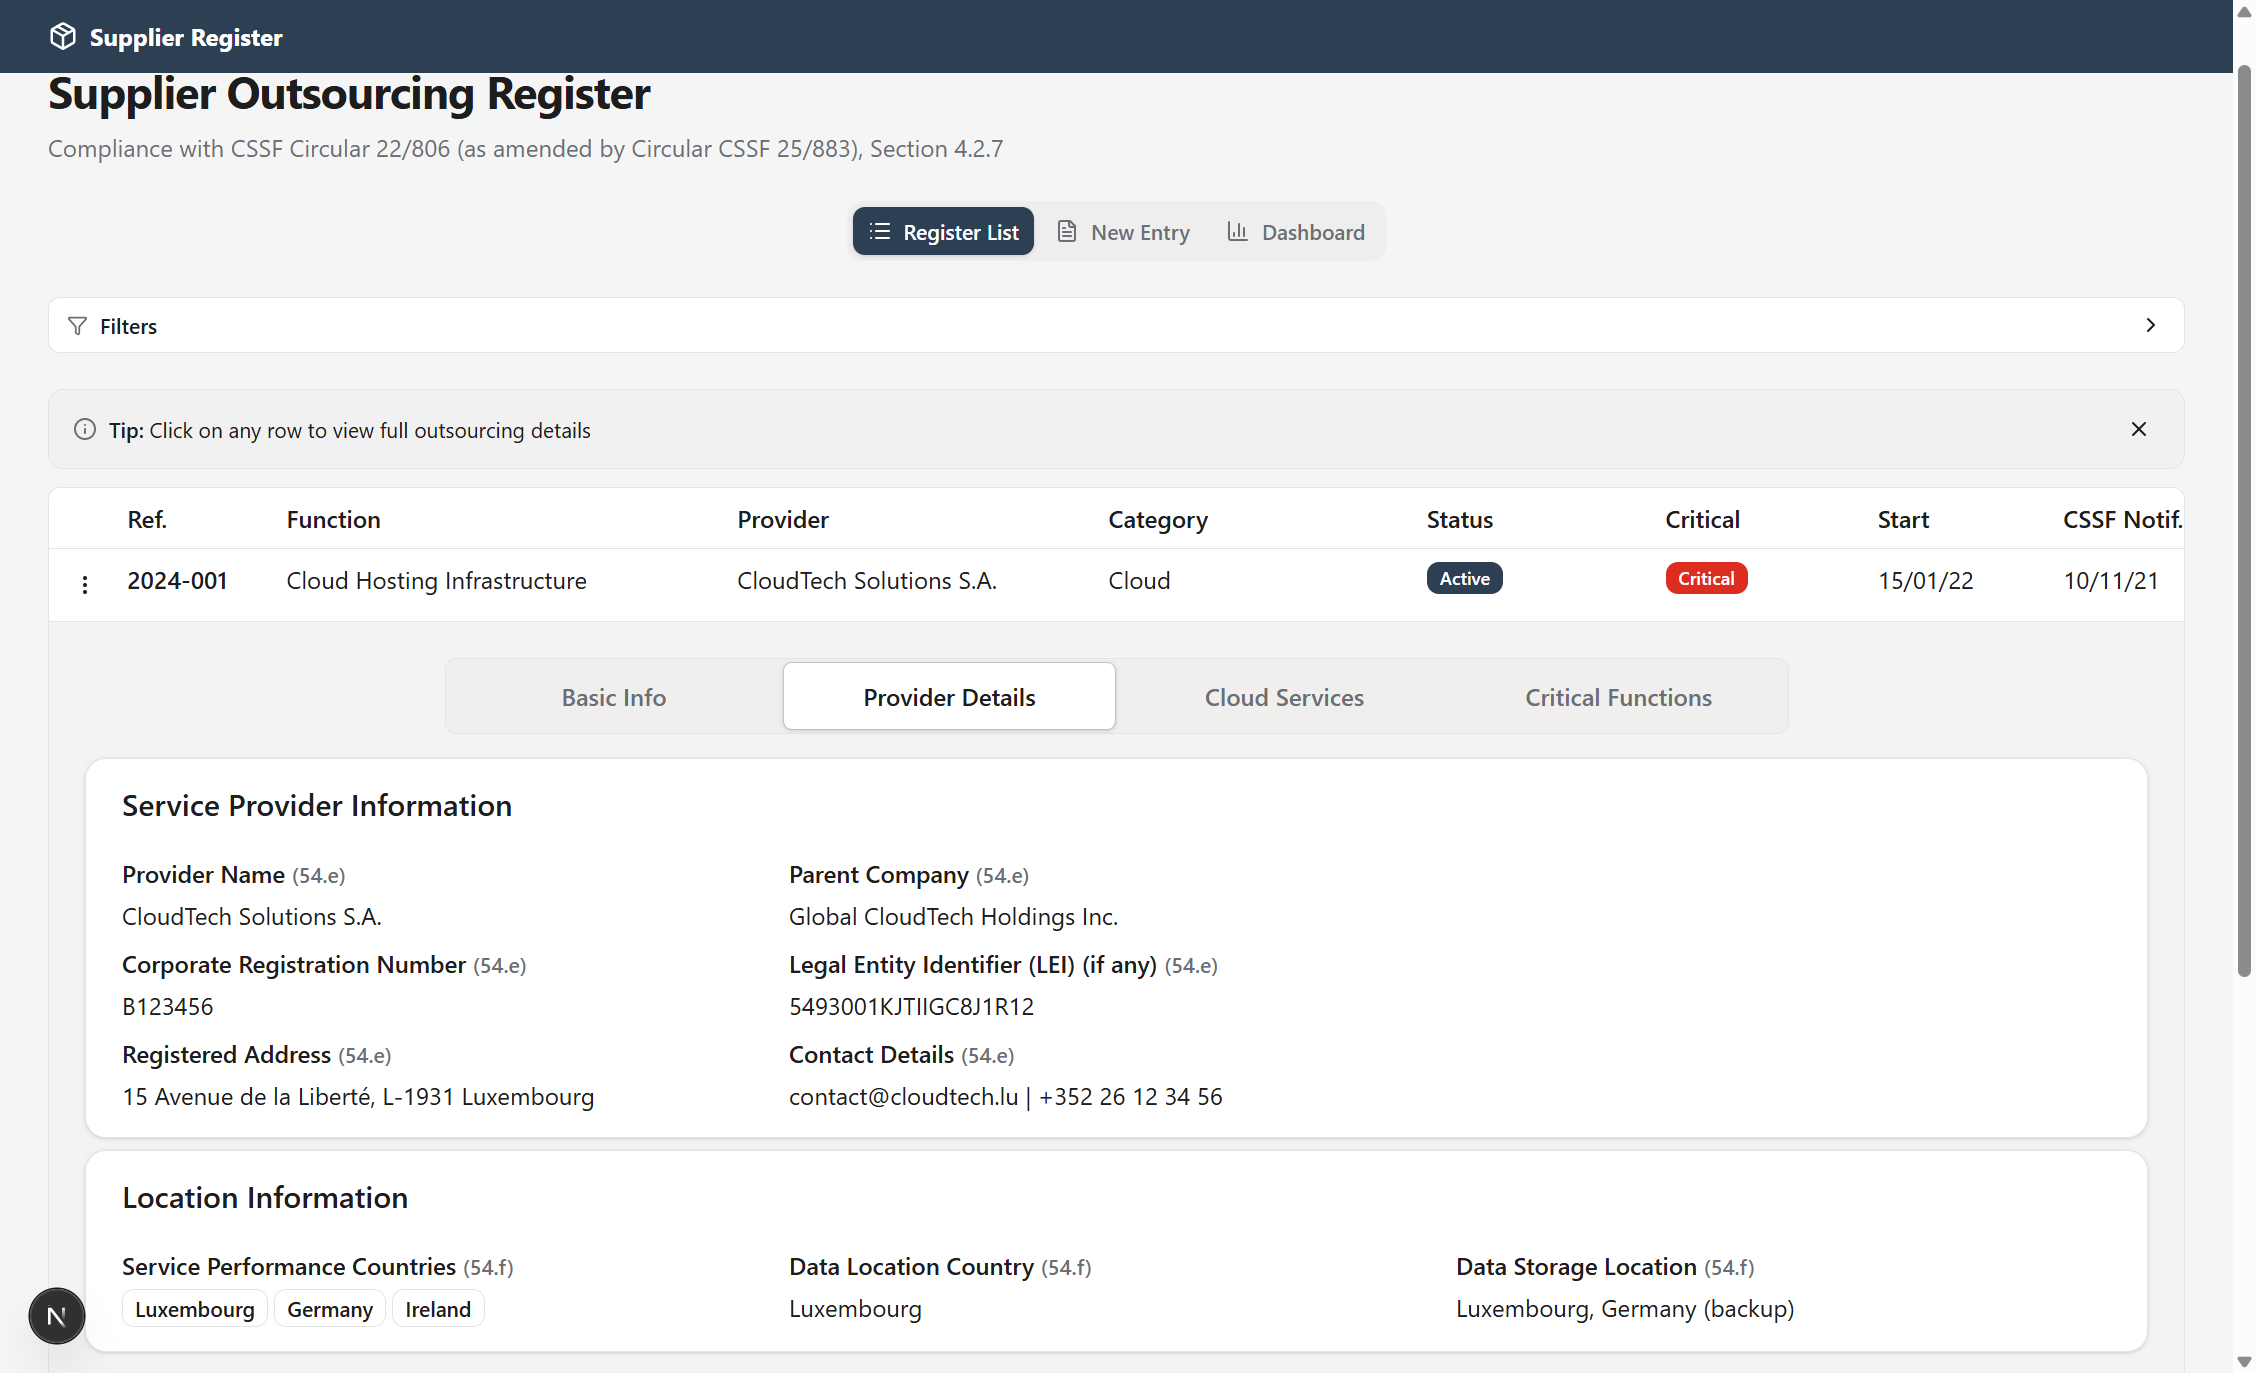 Supplier Register
Supplier Outsourcing Register
Compliance with CSSF Circular 22/806 (as amended by Circular CSSF 25/883), Section 4.2.7
Register List New Entry Dashboard
Filters
Tip: Click on any row to view full outsourcing details
Ref. Function Provider Category Status Critical Start CSSF Notif.
2024-001 Cloud Hosting Infrastructure CloudTech Solutions S.A. Cloud Active Critical 15/01/22 10/11/21
Basic Info Provider Details Cloud Services Critical Functions
Service Provider Information
Provider Name (54.e) Parent Company (54.e)
CloudTech Solutions S.A. Global CloudTech Holdings Inc.
Corporate Registration Number (54.e) Legal Entity Identifier (LEI) (if any) (54.e)
B123456 5493001KJTIIGC8J1R12
Registered Address (54.e) Contact Details (54.e)
15 Avenue de la Liberté, L-1931 Luxembourg contact@cloudtech.lu | +352 26 12 34 56
Location Information
Service Performance Countries (54.f) Data Location Country (54.f) Data Storage Location (54.f)
Luxembourg Germany Ireland Luxembourg Luxembourg, Germany (backup)
N